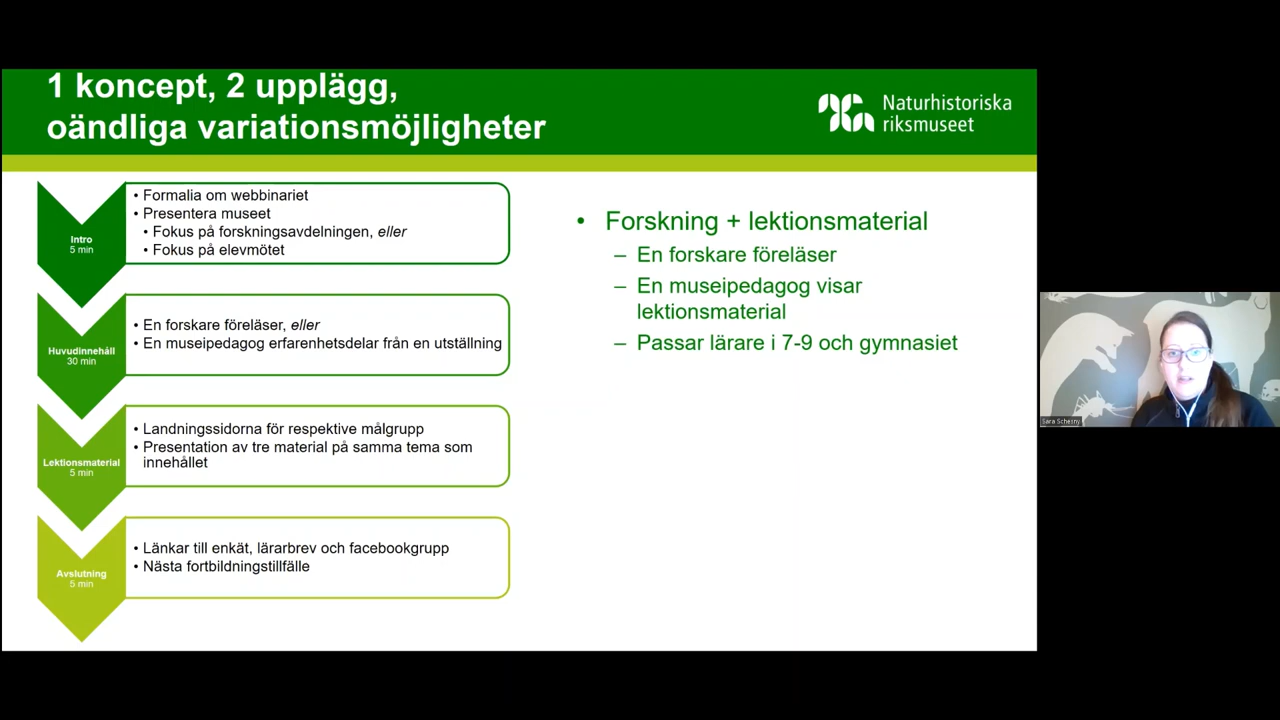 1 koncept, 2 upplägg,
oändliga variationsmöjligheter
Naturhistoriska
riksmuseet
Intro
5 min
• Formalia om webbinariet
• Presentera museet
• Fokus på forskningsavdelningen, eller
• Fokus på elevmötet
Huvudinnehåll
30 min
• En forskare föreläser, eller
• En museipedagog erfarenhetsdelar från en utställning
Lektionsmaterial
5 min
• Landningssidorna för respektive målgrupp
• Presentation av tre material på samma tema som
innehållet
Avslutning
5 min
• Länkar till enkät, lärarbrev och facebookgrupp
• Nästa fortbildningstillfälle
• Forskning + lektionsmaterial
– En forskare föreläser
– En museipedagog visar
lektionsmaterial
– Passar lärare i 7-9 och gymnasiet
Sara Schesny